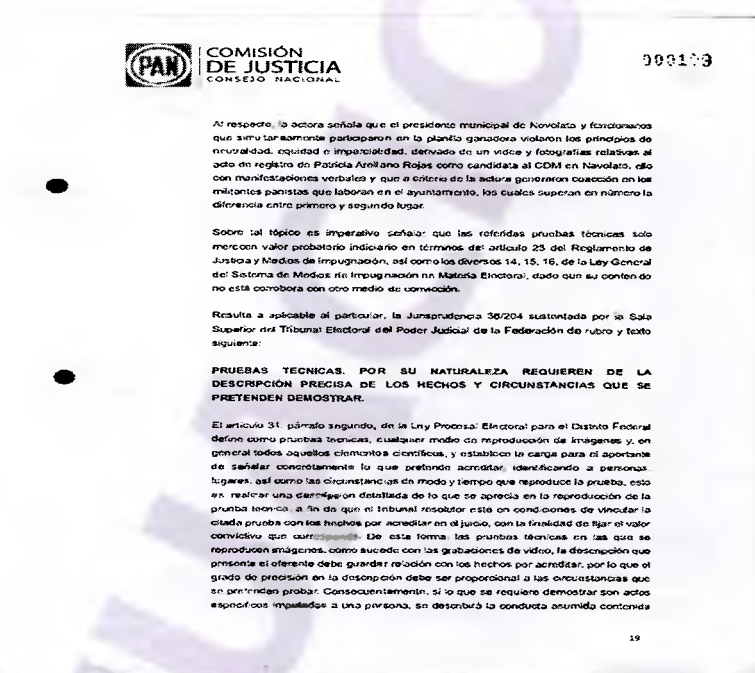 PAN
COMISIÓN
DE JUSTICIA
CONSEJO NACIONAL
Al respecto, la actora señala que el presidente municipal de Novolato y funcionarios
que simultáneamente participaron en la planilla ganadora violaron los principios de
neutralidad, equidad e imparcialidad, derivado de un video y fotografías relativas al
acto de registro de Patricia Arellano Rojas como candidata al CDM en Navolato, ello
con manifestaciones verbales y que a criterio de la actora generaron coacción en los
militantes panistas que laboran en el ayuntamiento, los cuales superan en número la
diferencia entre primero y segundo lugar.
Sobre tal tópico es imperativo señalar que las referidas pruebas técnicas solo
merecen valor probatorio indiciario en términos del artículo 23 del Reglamento de
Justicia y Medios de Impugnación, así como los diversos 14, 15, 16, de la Ley General
del Sistema de Medios de Impugnación en Materia Electoral, dado que su contenido
no está corrobora con otro medio de convicción.
Resulta a aplicable al particular, la Jurisprudencia 36/204 sustentada por la Sala
Superior del Tribunal Electoral del Poder Judicial de la Federación de rubro y texto
siguiente:
PRUEBAS TECNICAS. POR SU NATURALEZA REQUIEREN DE LA
DESCRIPCIÓN PRECISA DE LOS HECHOS Y CIRCUNSTANCIAS QUE SE
PRETENDEN DEMOSTRAR.
El artículo 31, párrafo segundo, de la Ley Procesal Electoral para el Distrito Federal
define como pruebas técnicas, cualquier medio de reproducción de imágenes y, en
general todos aquellos elementos científicos, y establece la carga para el aportante
de señalar concretamente lo que pretende acreditar, identificando a personas,
lugares, así como las circunstancias de modo y tiempo que reproduce la prueba, esto
es, realizar una descripción detallada de lo que se aprecia en la reproducción de la
prueba técnica, a fin de que el tribunal resolutor esté en condiciones de vincular la
citada prueba con los hechos por acreditar en el juicio, con la finalidad de fijar el valor
convictivo que corresponda. De esta forma, las pruebas técnicas en las que se
reproducen imágenes, como sucede con las grabaciones de video, la descripción que
presente el oferente debe guardar relación con los hechos por acreditar, por lo que el
grado de precisión en la descripción debe ser proporcional a las circunstancias que
se pretenden probar. Consecuentemente, si lo que se requiere demostrar son actos
específicos imputados a una persona, se describirá la conducta asumida contenida
19